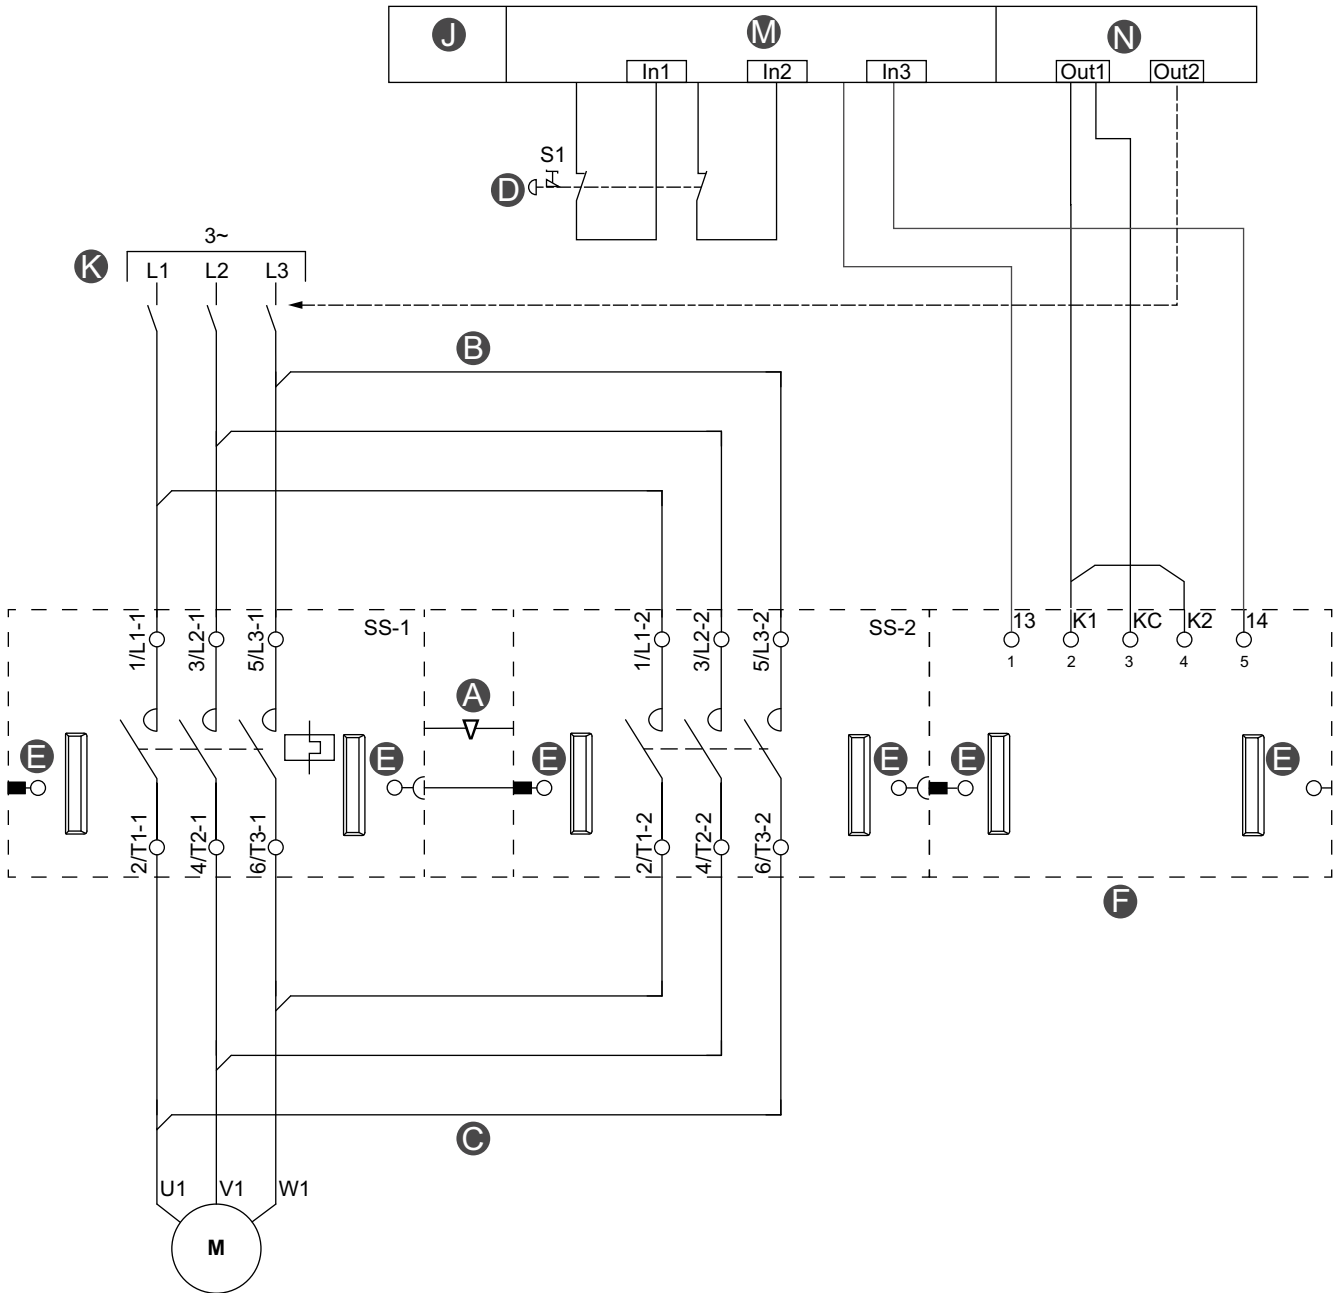 J
M
N
In1
In2
In3
Out1
Out2
S1
D
3~
K
L1
L2
L3
B
1/L1-1
3/L2-1
5/L3-1
SS-1
1/L1-2
3/L2-2
5/L3-2
SS-2
13
K1
KC
K2
14
1
2
3
4
5
A
E
E
E
E
E
E
2/T1-1
4/T2-1
6/T3-1
2/T1-2
4/T2-2
6/T3-2
F
C
U1
V1
W1
M